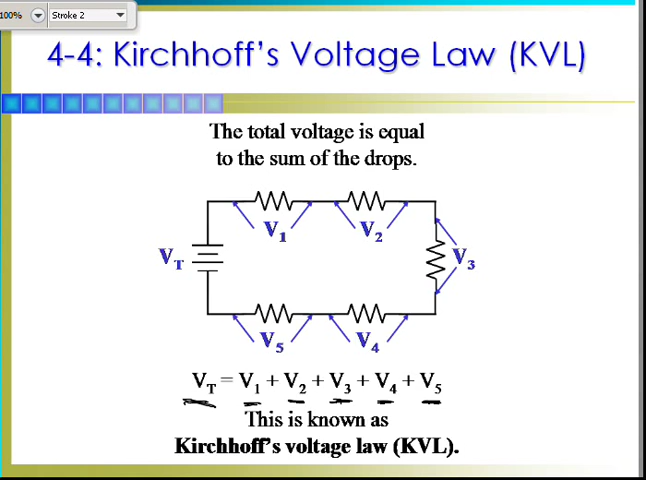 100% Stroke 2
4-4: Kirchhoff's Voltage Law (KVL)
The total voltage is equal
to the sum of the drops.
V1 V2
VT V3
V5 V4
VT = V1 + V2 + V3 + V4 + V5
This is known as
Kirchhoff's voltage law (KVL).